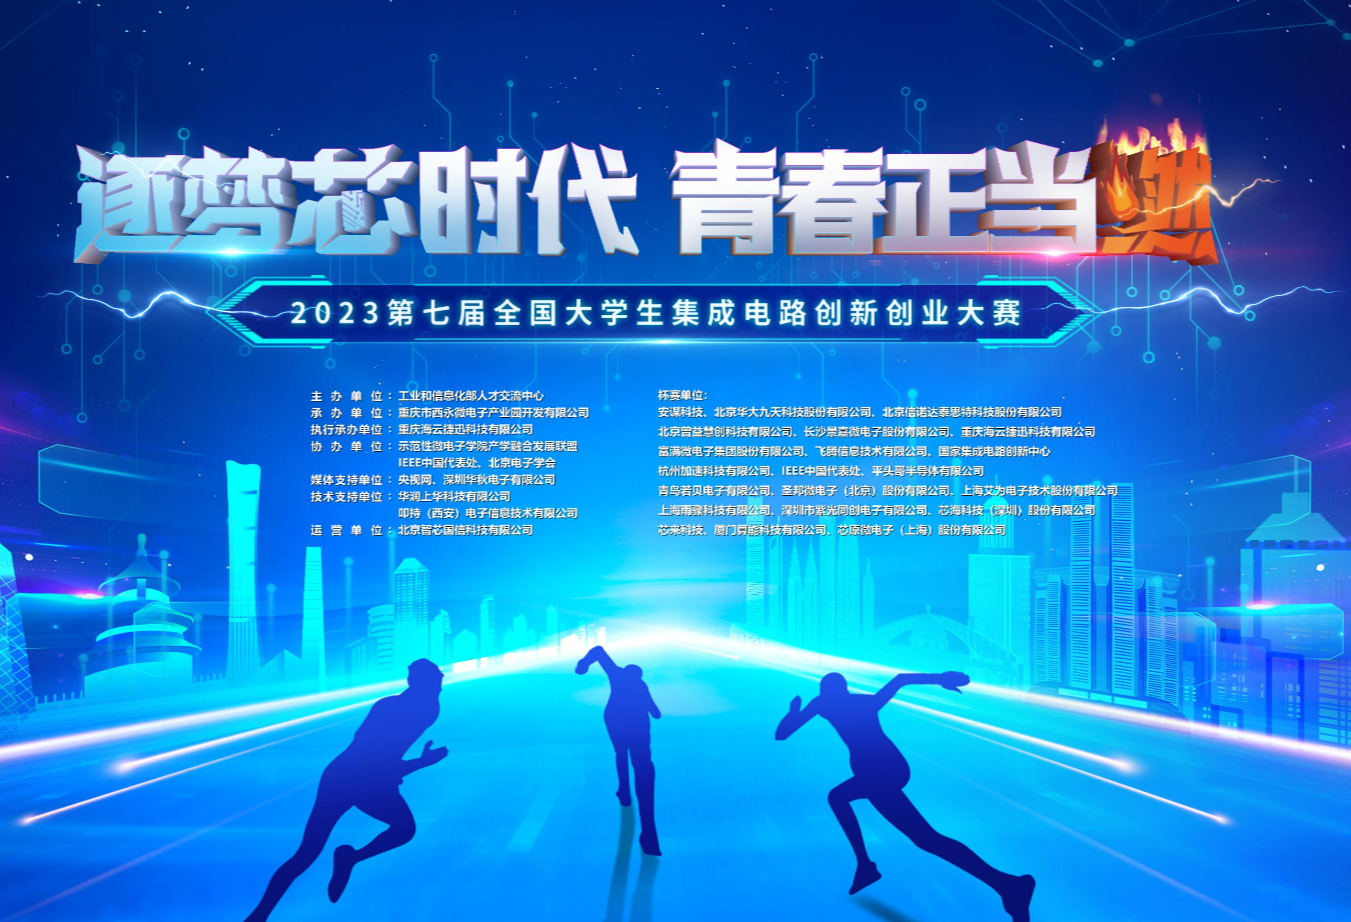 逐梦芯时代 青春正当燃
2023第七届全国大学生集成电路创新创业大赛
主办单位：工业和信息化部人才交流中心
承办单位：重庆市西永微电子产业园开发有限公司
执行承办单位：重庆海云捷迅科技有限公司
协办单位：示范性微电子学院产学融合发展联盟
IEEE中国代表处、北京电子学会
媒体支持单位：央视网、深圳华秋电子有限公司
技术支持单位：华润上华科技有限公司
叩持（西安）电子信息技术有限公司
运营单位：北京智芯国信科技有限公司
杯赛单位：
安谋科技、北京华大九天科技股份有限公司、北京信诺达泰思特科技股份有限公司
北京曾益慧创科技有限公司、长沙景嘉微电子股份有限公司、重庆海云捷迅科技有限公司
富满微电子集团股份有限公司、飞腾信息技术有限公司、国家集成电路创新中心
杭州加速科技有限公司、IEEE中国代表处、平头哥半导体有限公司
青岛若贝电子有限公司、圣邦微电子（北京）股份有限公司、上海艾为电子技术股份有限公司
上海雨骤科技有限公司、深圳市紫光同创电子有限公司、芯海科技（深圳）股份有限公司
芯来科技、厦门算能科技有限公司、芯原微电子（上海）股份有限公司